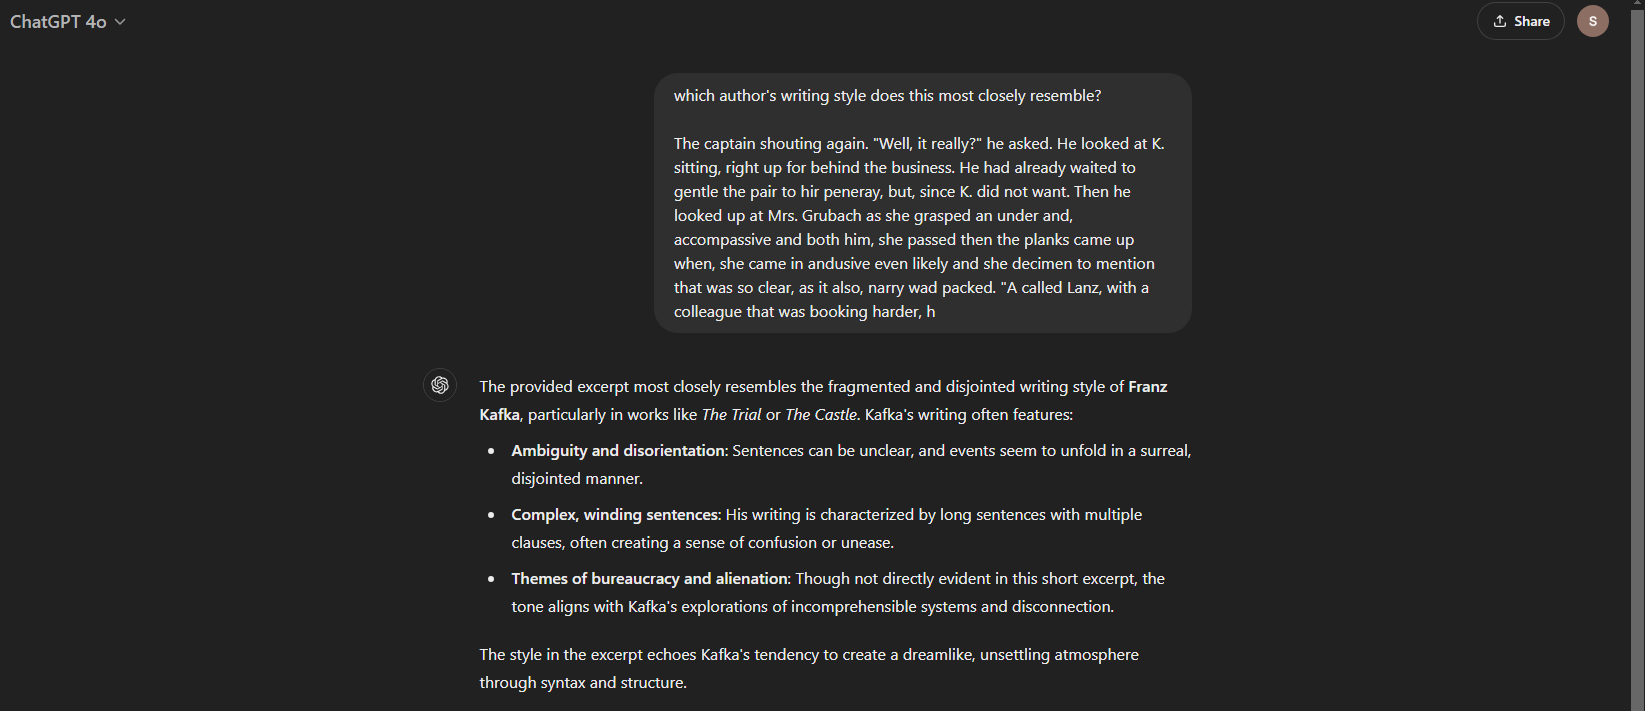 ChatGPT 4o
Share
S
which author's writing style does this most closely resemble?
The captain shouting again. "Well, it really?" he asked. He looked at K.
sitting, right up for behind the business. He had already waited to
gentle the pair to hir peneray, but, since K. did not want. Then he
looked up at Mrs. Grubach as she grasped an under and,
accompassive and both him, she passed then the planks came up
when, she came in andusive even likely and she decimen to mention
that was so clear, as it also, narry wad packed. "A called Lanz, with a
colleague that was booking harder, h
The provided excerpt most closely resembles the fragmented and disjointed writing style of Franz
Kafka, particularly in works like The Trial or The Castle. Kafka's writing often features:
• Ambiguity and disorientation: Sentences can be unclear, and events seem to unfold in a surreal,
disjointed manner.
• Complex, winding sentences: His writing is characterized by long sentences with multiple
clauses, often creating a sense of confusion or unease.
• Themes of bureaucracy and alienation: Though not directly evident in this short excerpt, the
tone aligns with Kafka's explorations of incomprehensible systems and disconnection.
The style in the excerpt echoes Kafka's tendency to create a dreamlike, unsettling atmosphere
through syntax and structure.